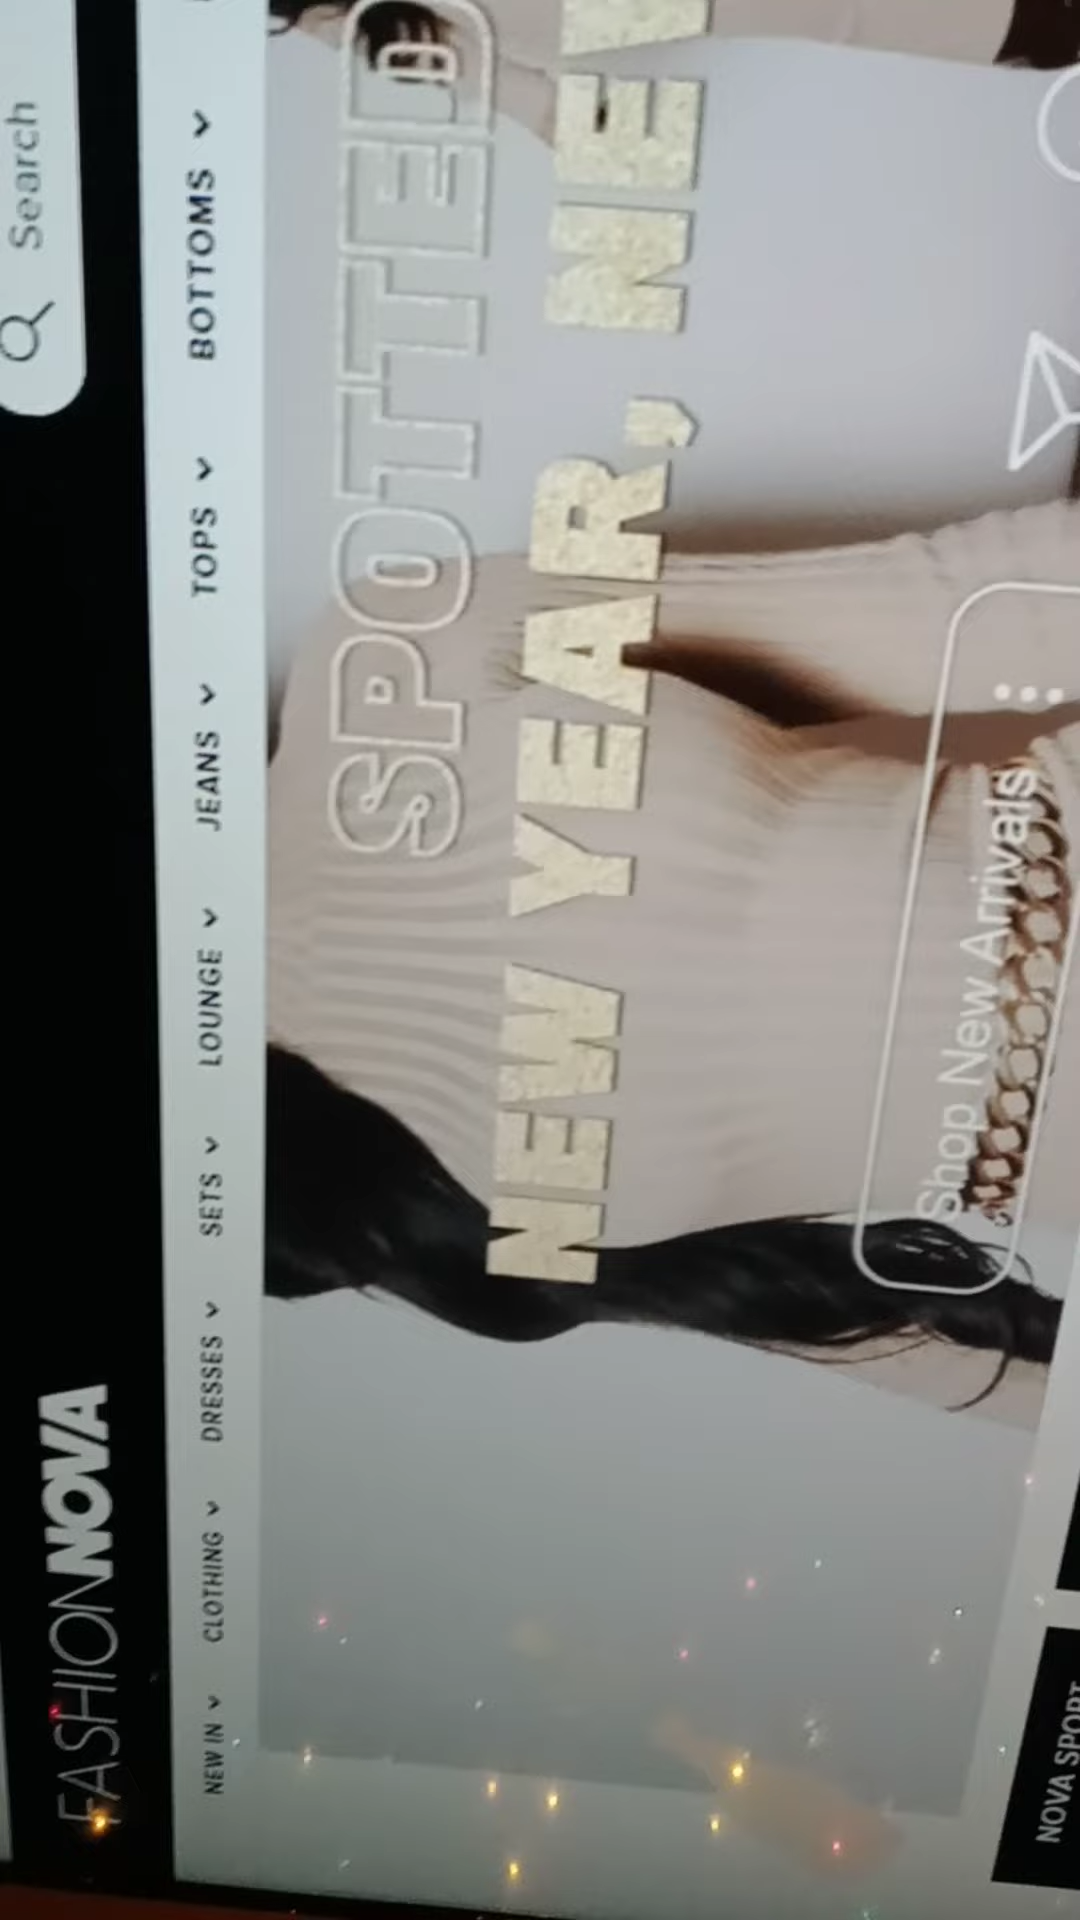 FASHIONNOVA
Search
NEW IN
CLOTHING
DRESSES
SETS
LOUNGE
JEANS
TOPS
BOTTOMS
SPOTTED
NEW YEAR,
Shop New Arrivals
NOVA SPORT